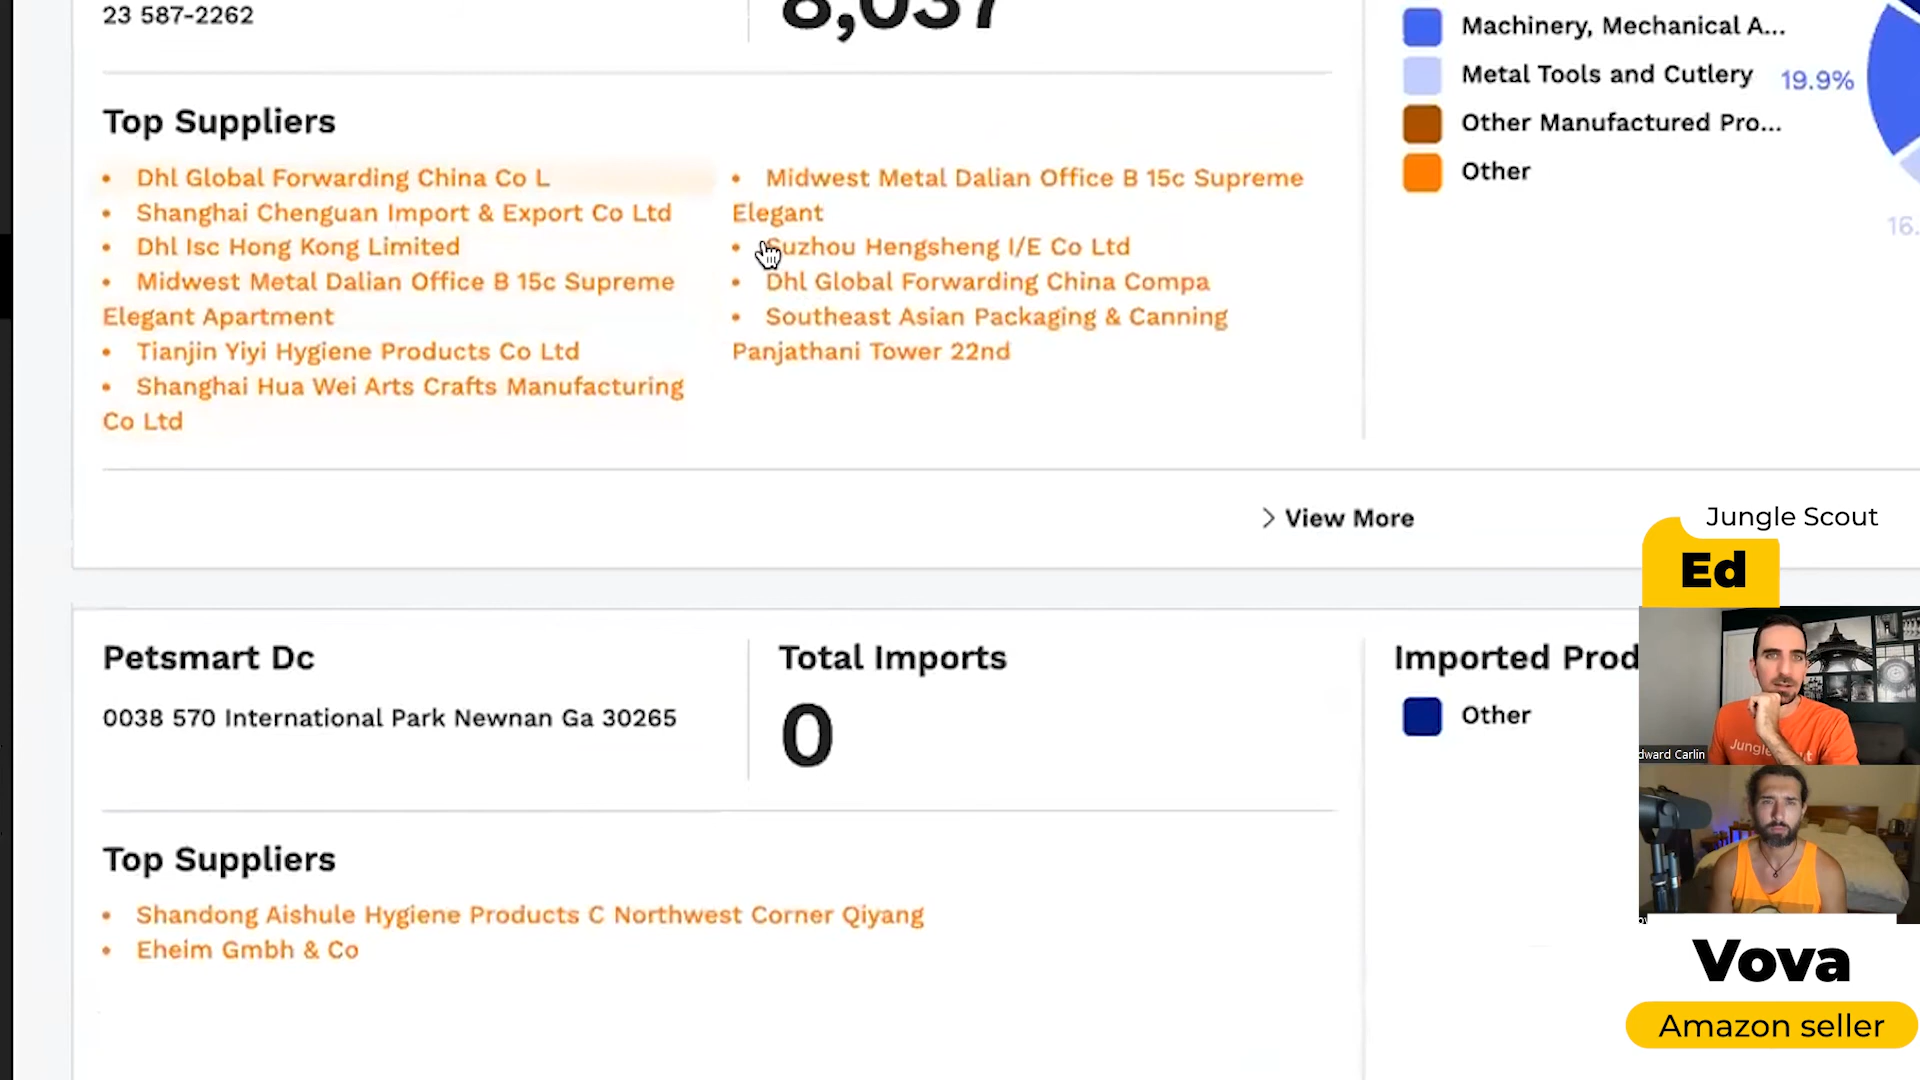 23 587-2262
8,037
Machinery, Mechanical A...
Metal Tools and Cutlery
19.9%
Other Manufactured Pro...
Other
16.
Top Suppliers
• Dhl Global Forwarding China Co L
• Shanghai Chenguan Import & Export Co Ltd
• Dhl Isc Hong Kong Limited
• Midwest Metal Dalian Office B 15c Supreme
Elegant Apartment
• Tianjin Yiyi Hygiene Products Co Ltd
• Shanghai Hua Wei Arts Crafts Manufacturing
Co Ltd
• Midwest Metal Dalian Office B 15c Supreme
Elegant
• Suzhou Hengsheng I/E Co Ltd
• Dhl Global Forwarding China Compa
• Southeast Asian Packaging & Canning
Panjathani Tower 22nd
> View More
Petsmart Dc
0038 570 International Park Newnan Ga 30265
Total Imports
0
Imported Prod
Other
Top Suppliers
• Shandong Aishule Hygiene Products C Northwest Corner Qiyang
• Eheim Gmbh & Co
Jungle Scout
Ed
dward Carlin
Vova
Amazon seller